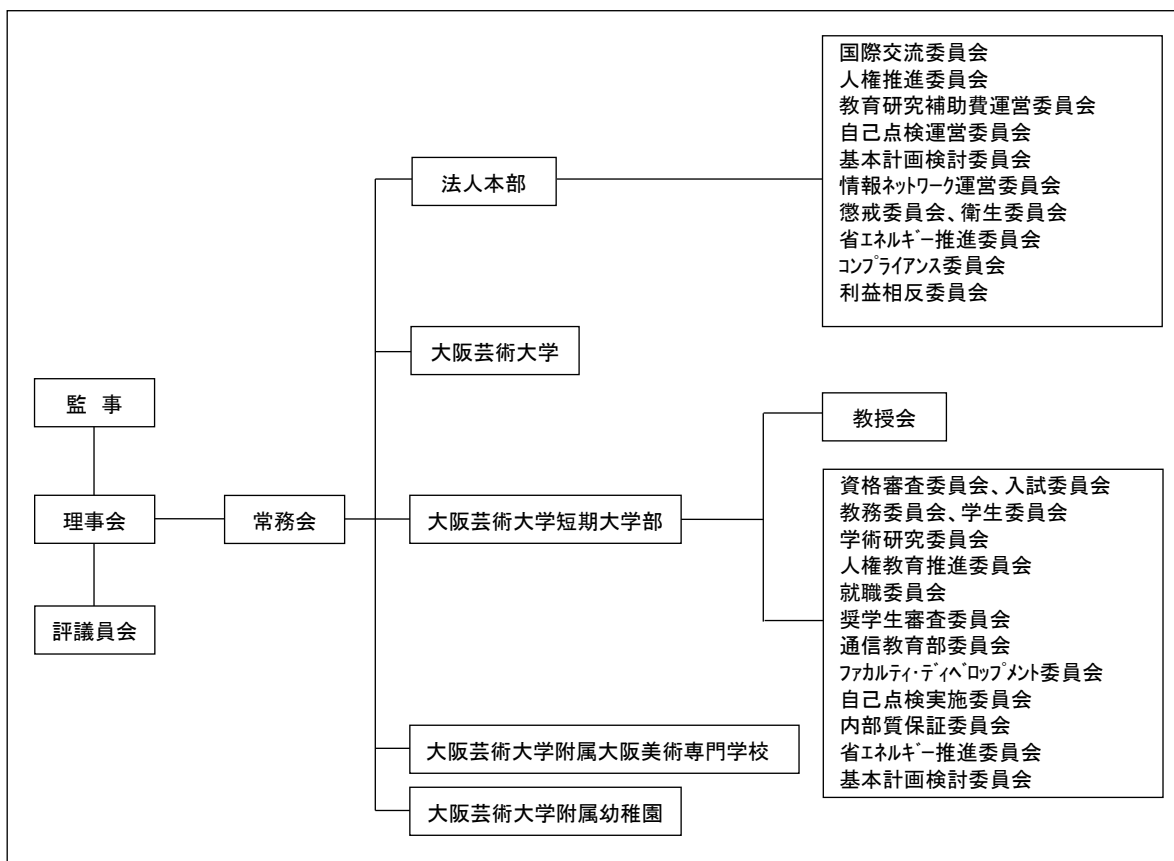 国際交流委員会
人権推進委員会
教育研究補助費運営委員会
自己点検運営委員会
基本計画検討委員会
情報ﾈｯﾄﾜｰｸ運営委員会
懲戒委員会、衛生委員会
省ｴﾈﾙｷﾞｰ推進委員会
ｺﾝﾌﾟﾗｲｱﾝｽ委員会
利益相反委員会
法人本部
大阪芸術大学
監　事
教授会
理事会
常務会
大阪芸術大学短期大学部
評議員会
資格審査委員会、入試委員会
教務委員会、学生委員会
学術研究委員会
人権教育推進委員会
就職委員会
奨学生審査委員会
通信教育部委員会
ﾌｧｶﾙﾃｨ・ﾃﾞｨﾍﾞﾛｯﾌﾟﾒﾝﾄ委員会
自己点検実施委員会
内部質保証委員会
省ｴﾈﾙｷﾞｰ推進委員会
基本計画検討委員会
大阪芸術大学附属大阪美術専門学校
大阪芸術大学附属幼稚園